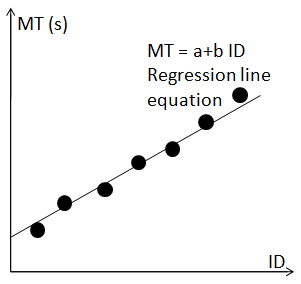 MT (s)
MT = a+b ID
Regression line
equation
ID